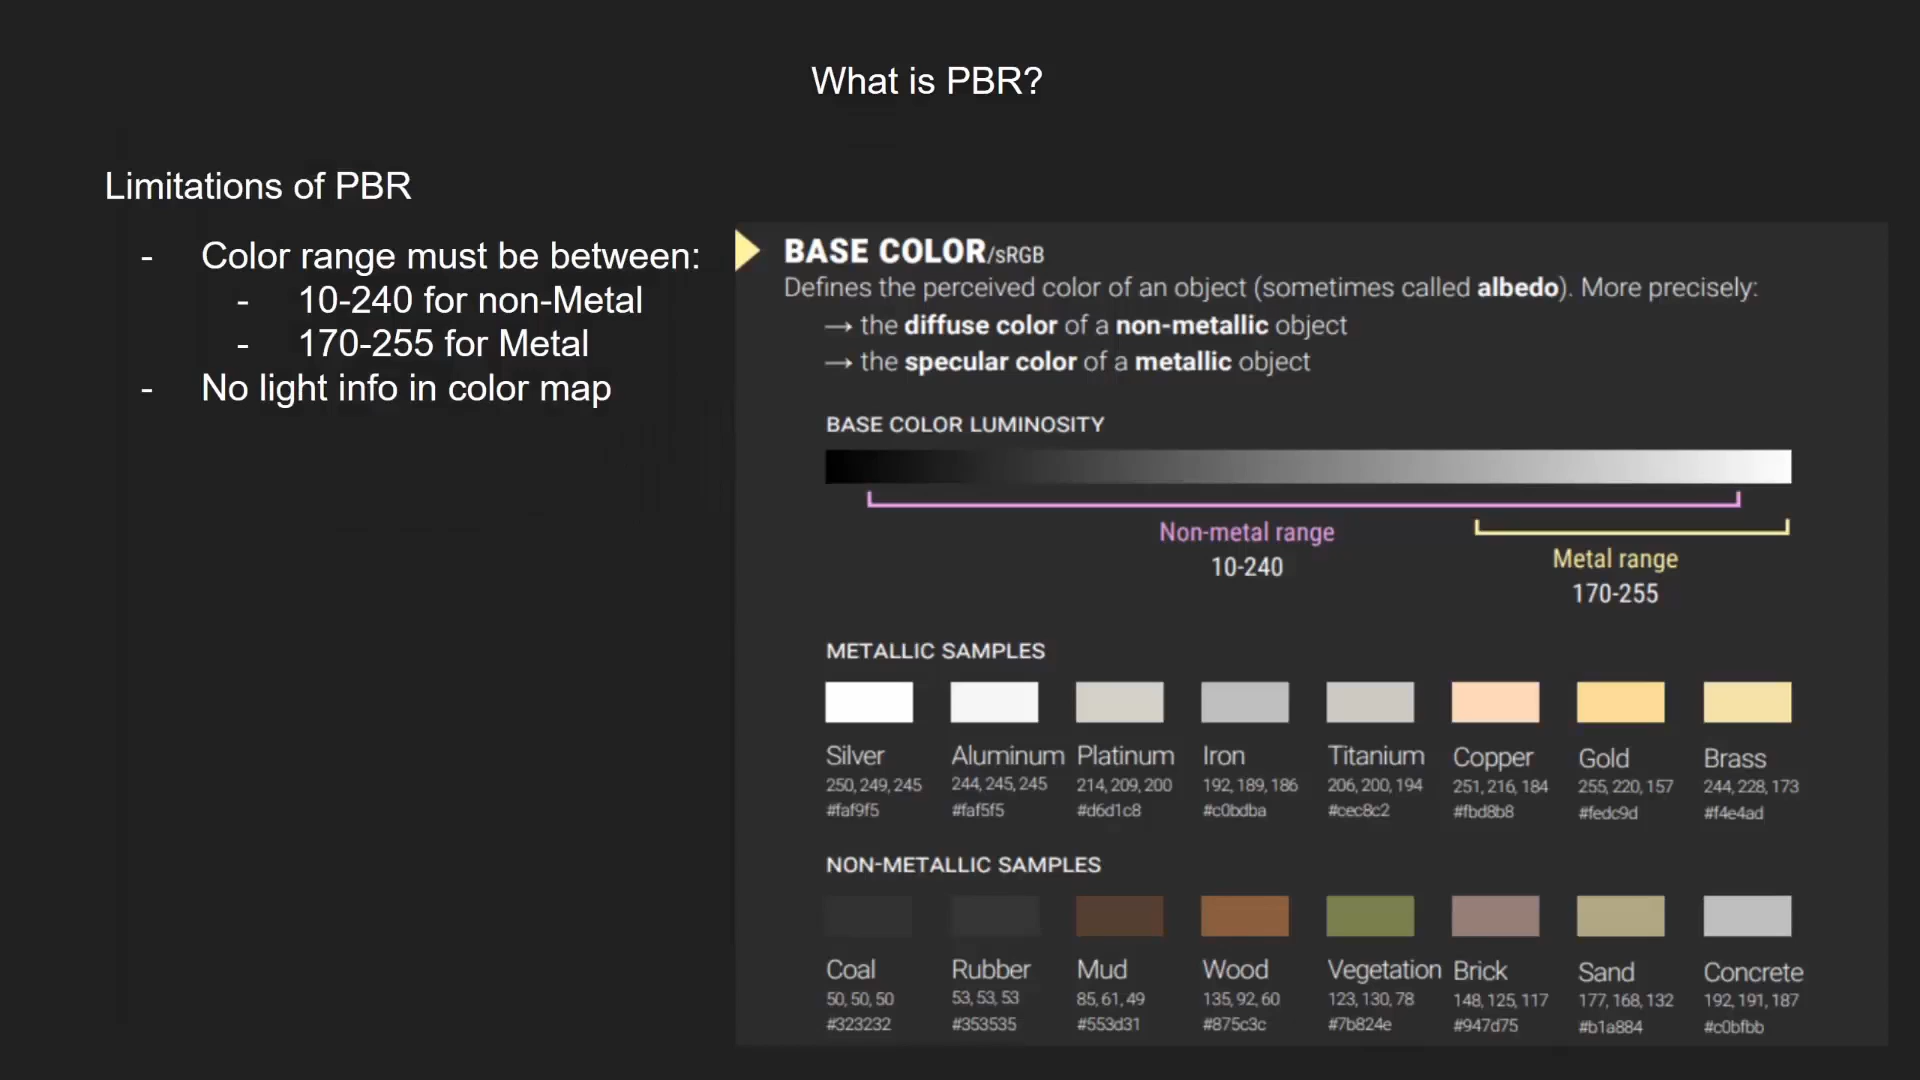 What is PBR?
Limitations of PBR
- Color range must be between:
- 10-240 for non-Metal
- 170-255 for Metal
- No light info in color map
BASE COLOR/sRGB
Defines the perceived color of an object (sometimes called albedo). More precisely:
→ the diffuse color of a non-metallic object
→ the specular color of a metallic object
BASE COLOR LUMINOSITY
Non-metal range
10-240
Metal range
170-255
METALLIC SAMPLES
Silver Aluminum Platinum Iron Titanium Copper Gold Brass
250, 249, 245 244, 245, 245 214, 209, 200 192, 189, 186 206, 200, 194 251, 216, 184 255, 220, 157 244, 228, 173
#faf9f5 #faf5f5 #d6d1c8 #c0bdba #cec8c2 #fbd8b8 #fedc9d #f4e4ad
NON-METALLIC SAMPLES
Coal Rubber Mud Wood Vegetation Brick Sand Concrete
50, 50, 50 53, 53, 53 85, 61, 49 135, 92, 60 123, 130, 78 148, 125, 117 177, 168, 132 192, 191, 187
#323232 #353535 #553d31 #875c3c #7b824e #947d75 #b1a884 #c0bfbb